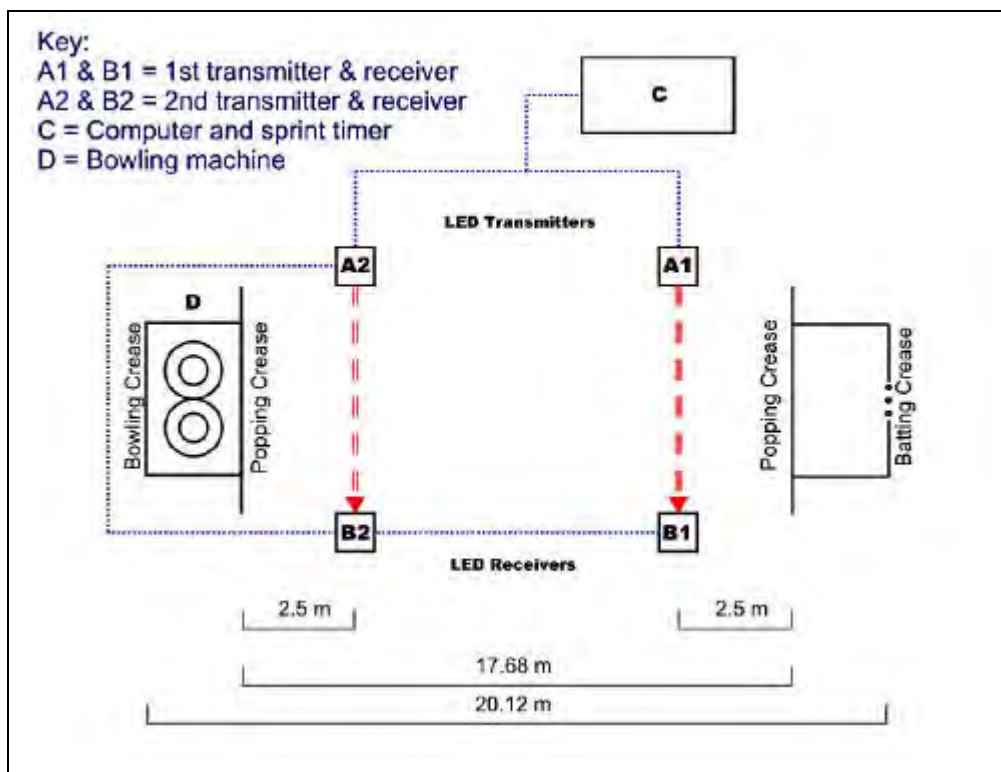 Key:
A1 & B1 = 1st transmitter & receiver
A2 & B2 = 2nd transmitter & receiver
C = Computer and sprint timer
D = Bowling machine
C
LED Transmitters
A2
A1
D
Bowling Crease
Popping Crease
Popping Crease
Batting Crease
B2
B1
LED Receivers
2.5 m
2.5 m
17.68 m
20.12 m